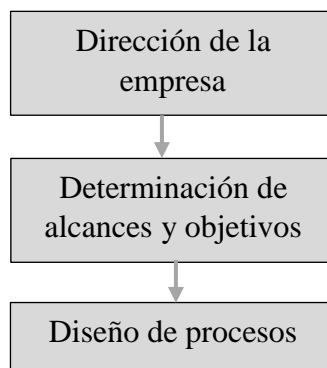 Dirección de la
empresa
Determinación de
alcances y objetivos
Diseño de procesos